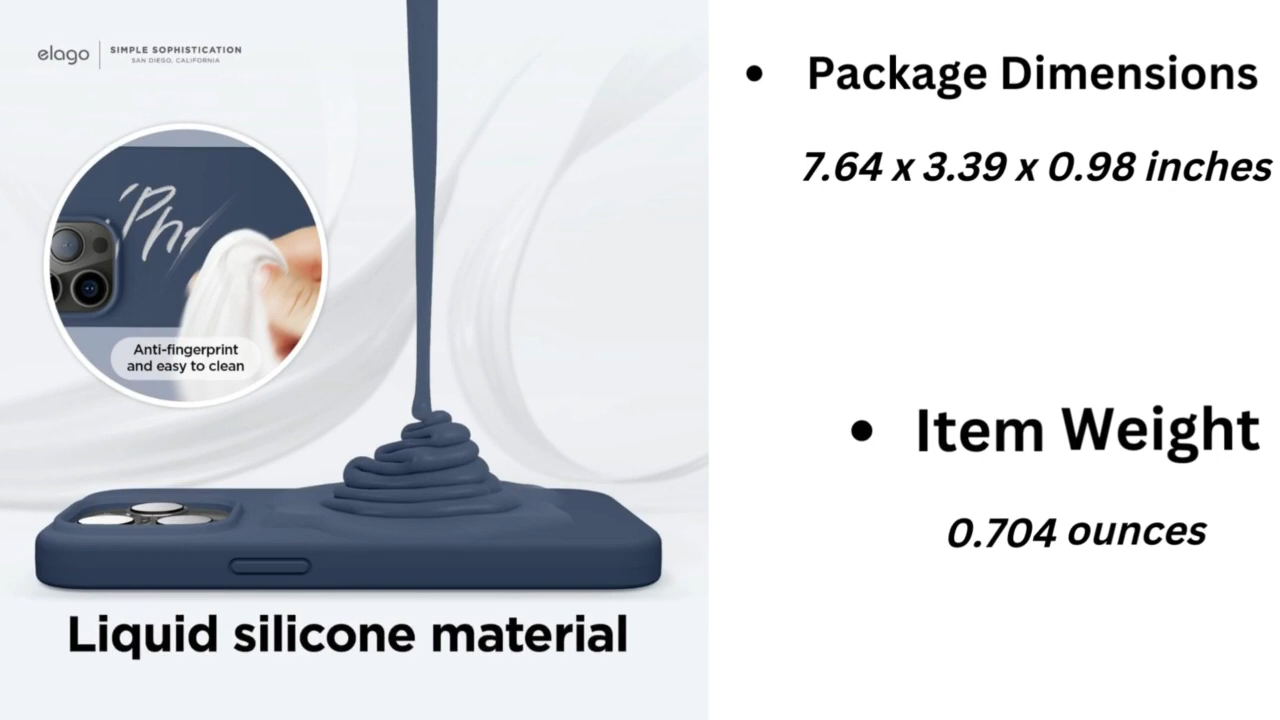 elago
SIMPLE SOPHISTICATION
SAN DIEGO, CALIFORNIA
Anti-fingerprint
and easy to clean
Liquid silicone material
• Package Dimensions
7.64 x 3.39 x 0.98 inches
• Item Weight
0.704 ounces